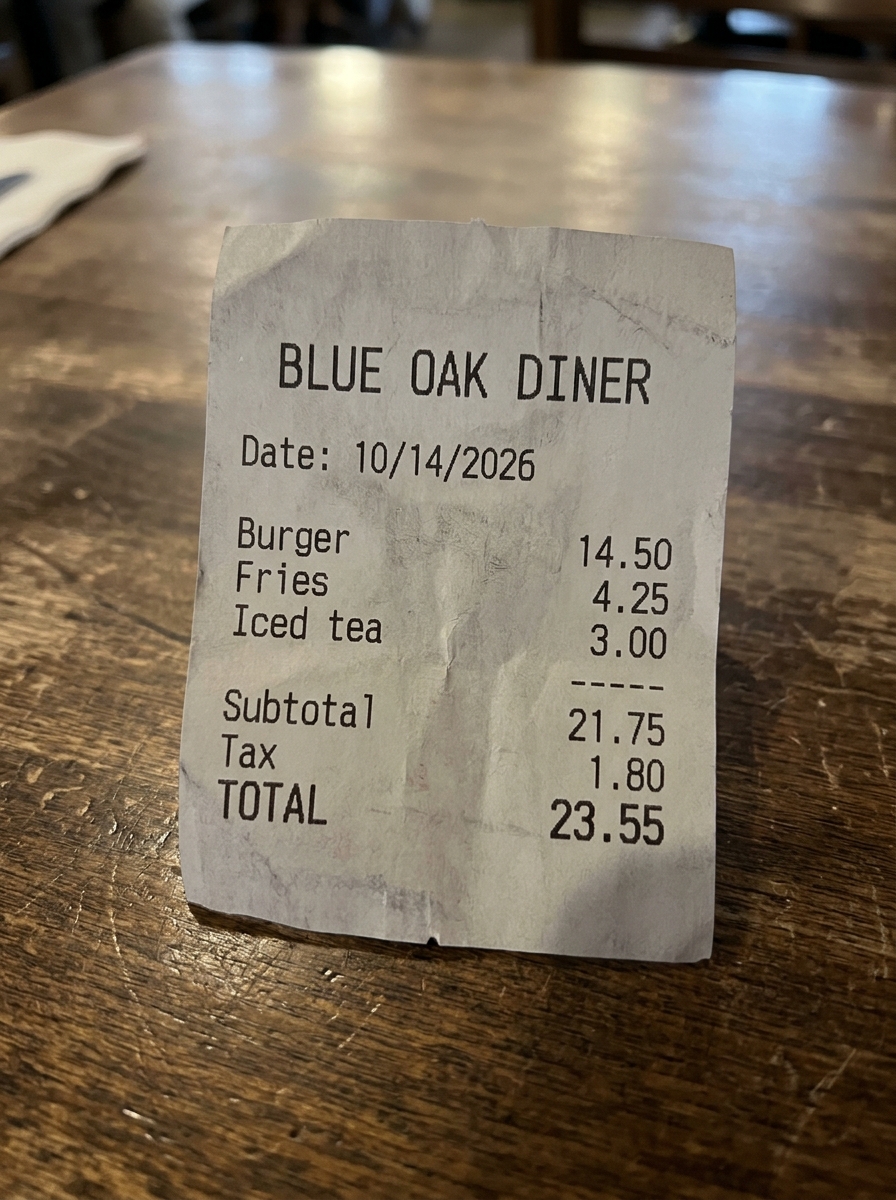 BLUE OAK DINER
Date: 10/14/2026
Burger 14.50
Fries 4.25
Iced tea 3.00
-----
Subtotal 21.75
Tax 1.80
TOTAL 23.55